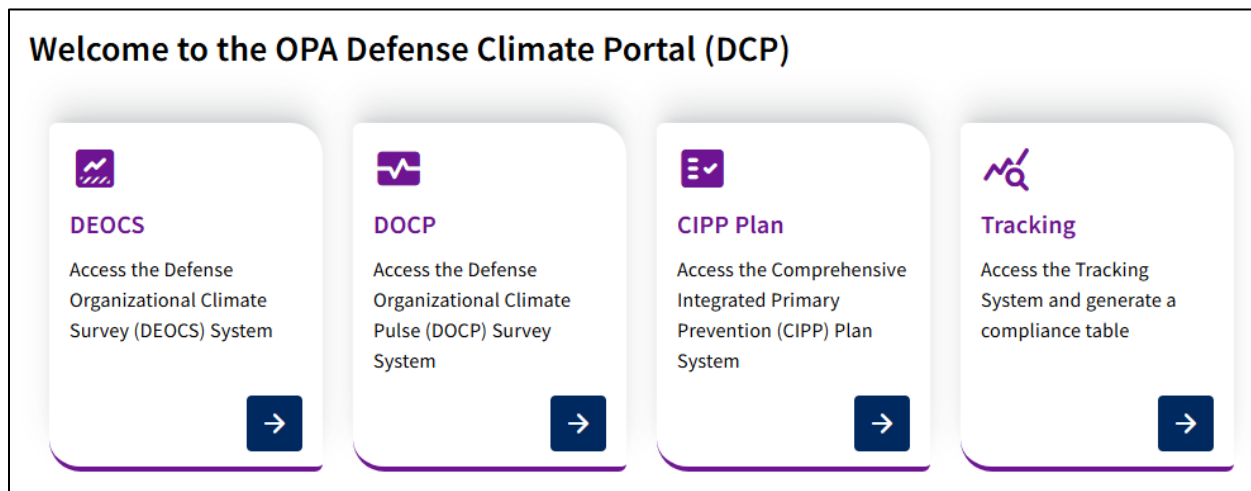 Welcome to the OPA Defense Climate Portal (DCP)
DEOCS
Access the Defense
Organizational Climate
Survey (DEOCS) System
DOCP
Access the Defense
Organizational Climate
Pulse (DOCP) Survey
System
CIPP Plan
Access the Comprehensive
Integrated Primary
Prevention (CIPP) Plan
System
Tracking
Access the Tracking
System and generate a
compliance table